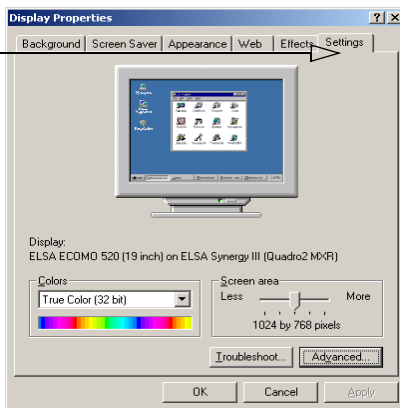 Display Properties
Background Screen Saver Appearance Web Effects Settings
Display:
ELSA ECOMO 520 (19 inch) on ELSA Synergy III (Quadro2 MXR)
Colors
True Color (32 bit)
Screen area
Less More
1024 by 768 pixels
Troubleshoot... Advanced...
OK Cancel Apply